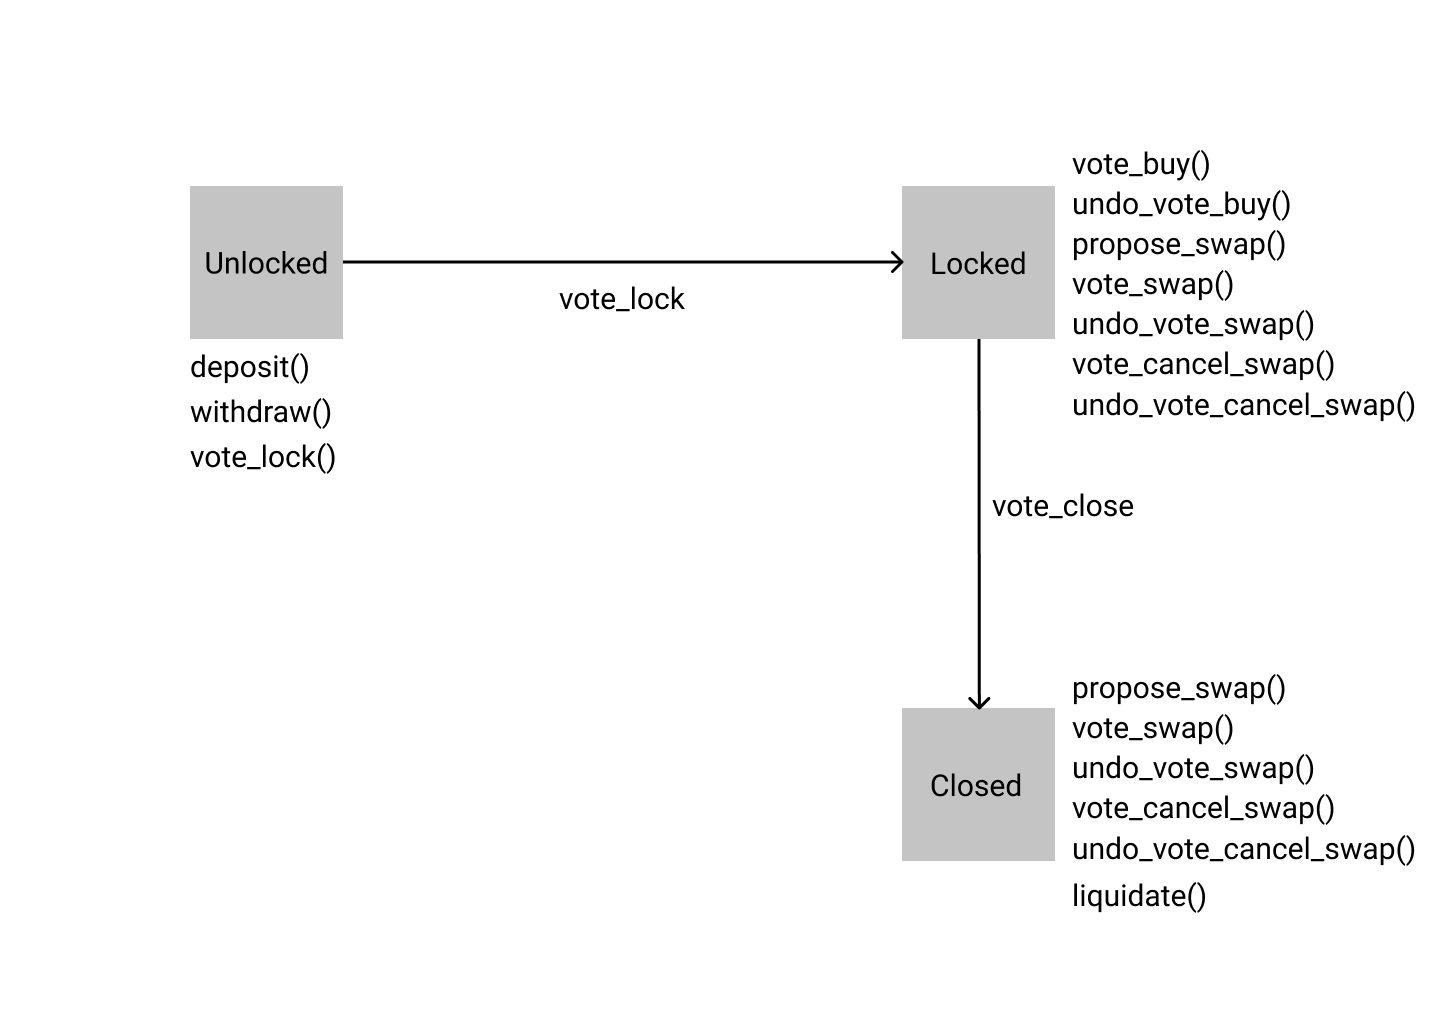 Unlocked
deposit()
withdraw()
vote_lock()
vote_lock
Locked
vote_buy()
undo_vote_buy()
propose_swap()
vote_swap()
undo_vote_swap()
vote_cancel_swap()
undo_vote_cancel_swap()
vote_close
Closed
propose_swap()
vote_swap()
undo_vote_swap()
vote_cancel_swap()
undo_vote_cancel_swap()
liquidate()